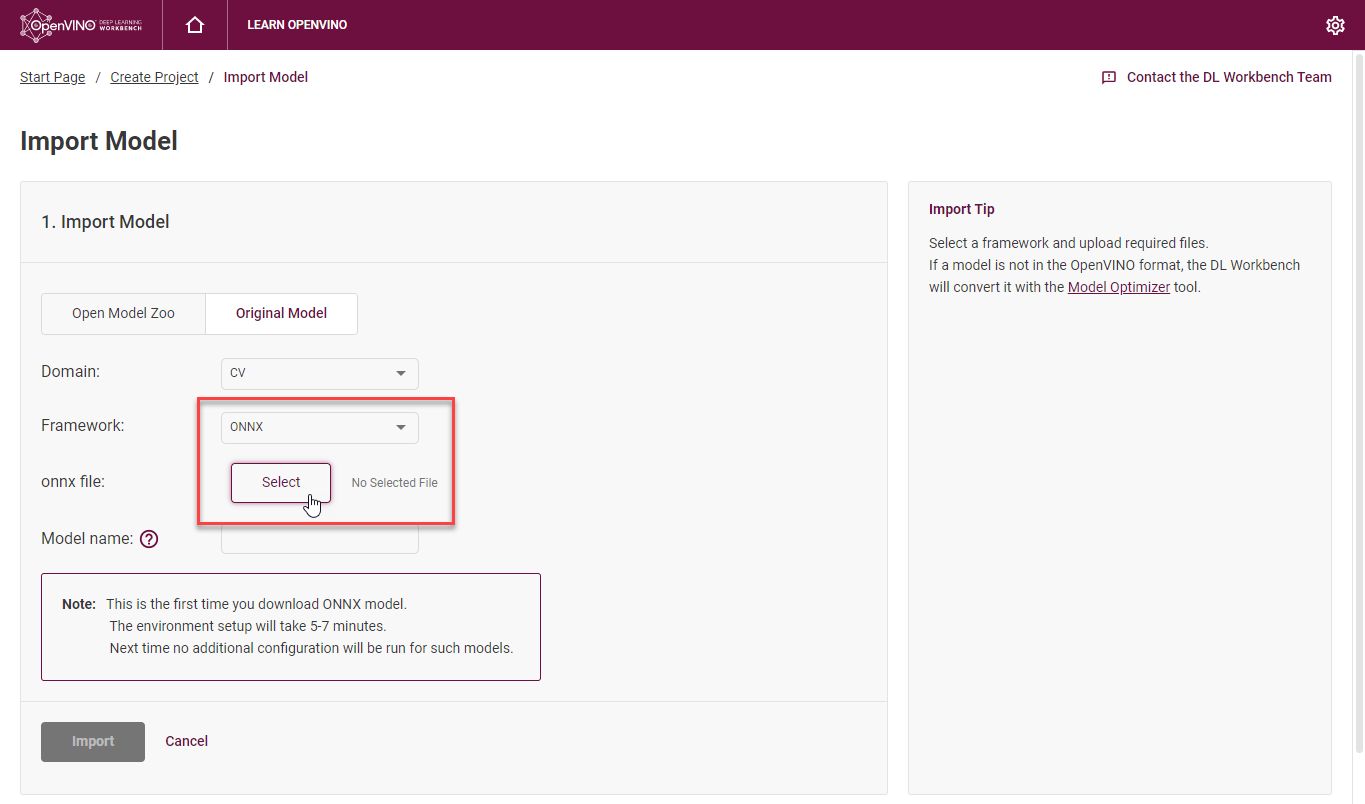 OpenVINO DEEP LEARNING WORKBENCH
LEARN OPENVINO
Start Page / Create Project / Import Model
Contact the DL Workbench Team
Import Model
1. Import Model
Open Model Zoo
Original Model
Domain:
CV
Framework:
ONNX
onnx file:
Select
No Selected File
Model name: ?
Note: This is the first time you download ONNX model.
The environment setup will take 5-7 minutes.
Next time no additional configuration will be run for such models.
Import
Cancel
Import Tip
Select a framework and upload required files.
If a model is not in the OpenVINO format, the DL Workbench
will convert it with the Model Optimizer tool.